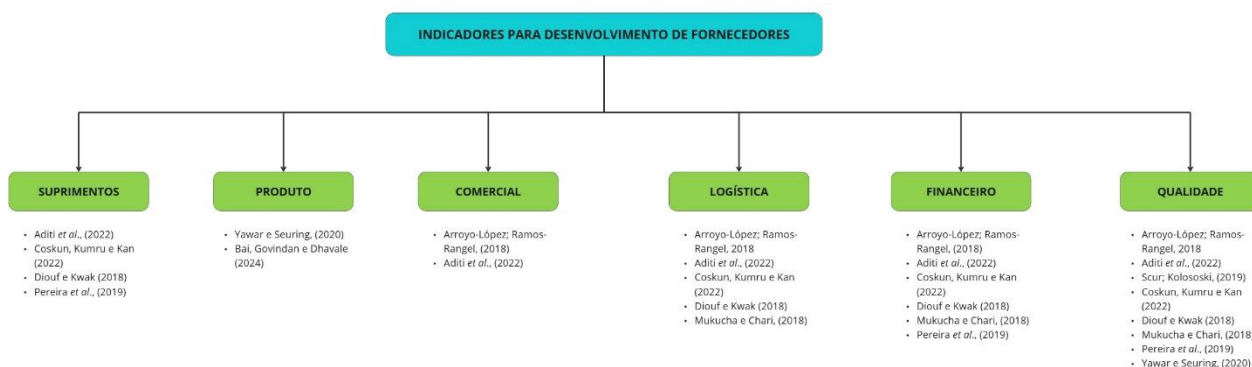 INDICADORES PARA DESENVOLVIMENTO DE FORNECEDORES
SUPRIMENTOS
• Aditi et al., (2022)
• Coskun, Kumru e Kan
(2022)
• Diouf e Kwak (2018)
• Pereira et al., (2019)
PRODUTO
• Yawar e Seuring, (2020)
• Bai, Govindan e Dhavale
(2024)
COMERCIAL
• Arroyo-López; Ramos-
Rangel, (2018)
• Aditi et al., (2022)
LOGÍSTICA
• Arroyo-López; Ramos-
Rangel, 2018
• Aditi et al., (2022)
• Coskun, Kumru e Kan
(2022)
• Diouf e Kwak (2018)
• Mukucha e Chari, (2018)
FINANCEIRO
• Arroyo-López; Ramos-
Rangel, (2018)
• Aditi et al., (2022)
• Coskun, Kumru e Kan
(2022)
• Diouf e Kwak (2018)
• Mukucha e Chari, (2018)
• Pereira et al., (2019)
QUALIDADE
• Arroyo-López; Ramos-
Rangel, 2018
• Aditi et al., (2022)
• Scur; Kolososki, (2019)
• Coskun, Kumru e Kan
(2022)
• Diouf e Kwak (2018)
• Mukucha e Chari, (2018)
• Pereira et al., (2019)
• Yawar e Seuring, (2020)